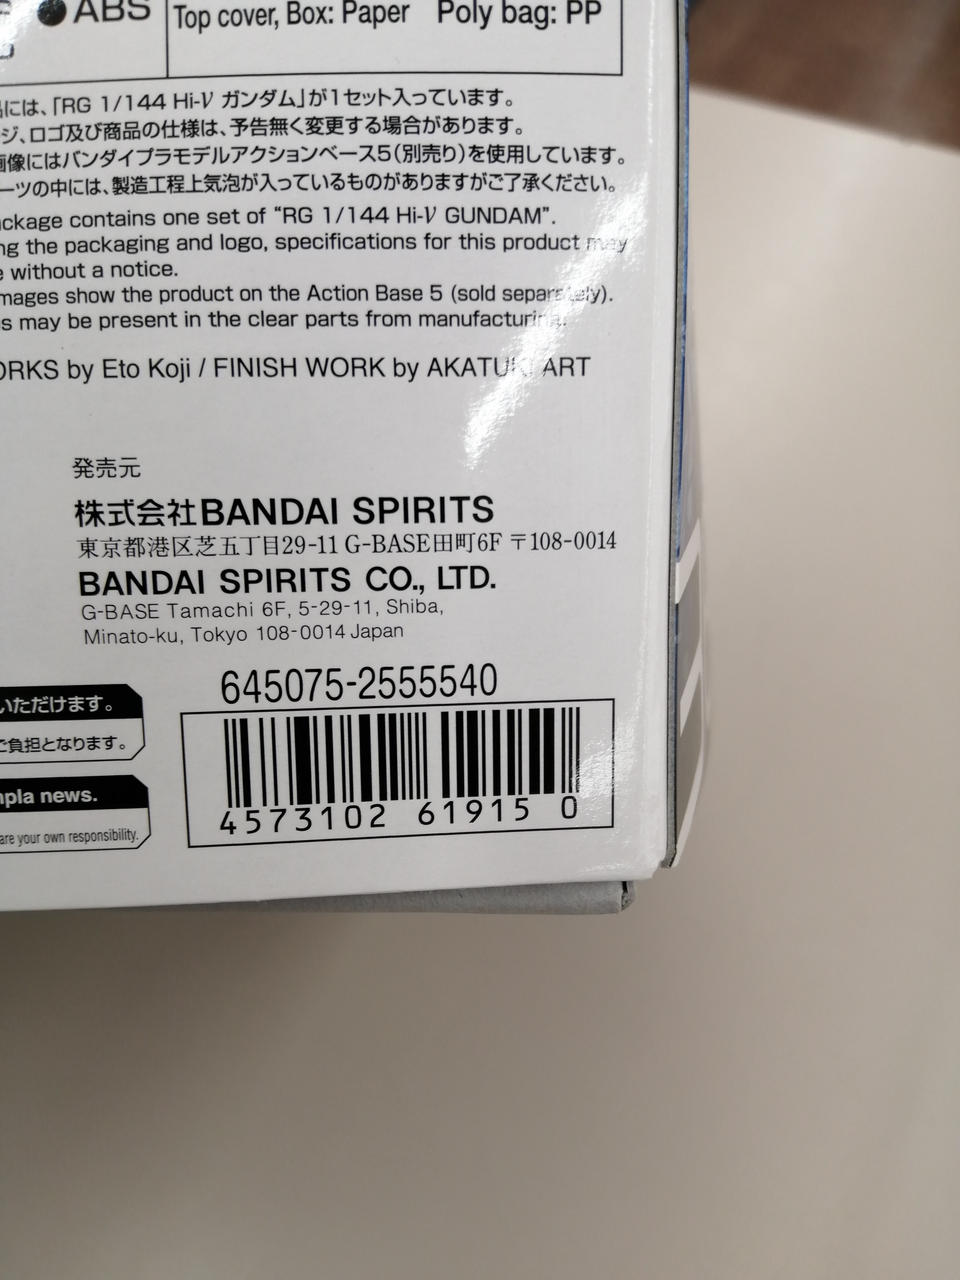 ABS
Top cover, Box: Paper Poly bag: PP
には、「RG 1/144 Hi-ν ガンダム」が1セット入っています。
ジ、ロゴ及び商品の仕様は、予告無く変更する場合があります。
画像にはバンダイプラモデルアクションベース5(別売り)を使用しています。
ーツの中には、製造工程上気泡が入っているものがありますがご了承ください。
ckage contains one set of “RG 1/144 Hi-ν GUNDAM”.
ng the packaging and logo, specifications for this product may
e without a notice.
mages show the product on the Action Base 5 (sold separately).
s may be present in the clear parts from manufacturing.
ORKS by Eto Koji / FINISH WORK by AKATUKI ART
発売元
株式会社BANDAI SPIRITS
東京都港区芝五丁目29-11 G-BASE田町6F 〒108-0014
BANDAI SPIRITS CO., LTD.
G-BASE Tamachi 6F, 5-29-11, Shiba,
Minato-ku, Tokyo 108-0014 Japan
645075-2555540
いただけます。
ご負担となります。
npla news.
are your own responsibility.
4573102 61915 0